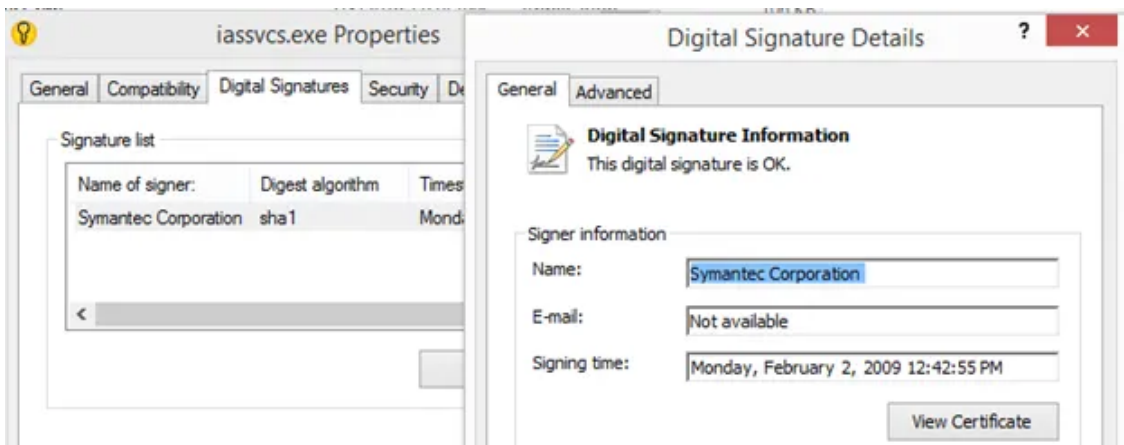 iassvcs.exe Properties
General Compatibility Digital Signatures Security
Signature list
Name of signer: Digest algorithm
Symantec Corporation sha1
Digital Signature Details
?
General Advanced
Digital Signature Information
This digital signature is OK.
Signer information
Name: Symantec Corporation
E-mail: Not available
Signing time: Monday, February 2, 2009 12:42:55 PM
View Certificate